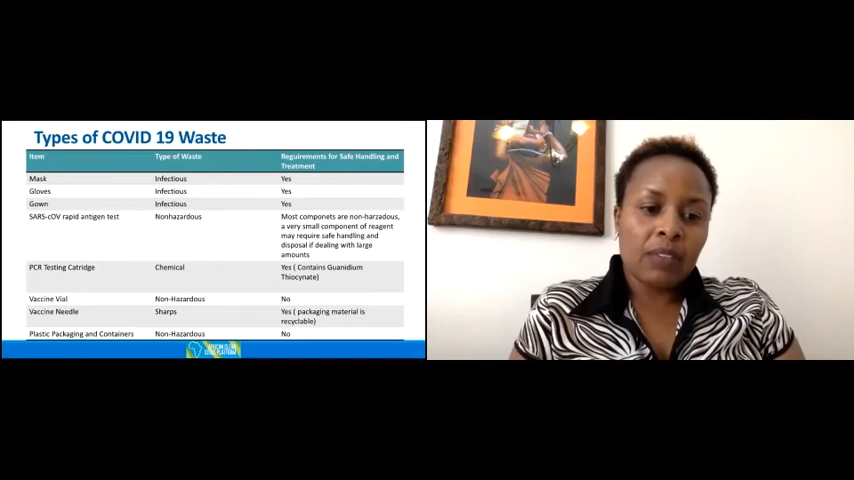 Types of COVID 19 Waste
Item Type of Waste Requirements for Safe Handling and
Treatment
Mask Infectious Yes
Gloves Infectious Yes
Gown Infectious Yes
SARS-cOV rapid antigen test Nonhazardous Most componets are non-harzadous,
a very small component of reagent
may require safe handling and
disposal if dealing with large
amounts
PCR Testing Catridge Chemical Yes ( Contains Guanidium
Thiocynate)
Vaccine Vial Non-Hazardous No
Vaccine Needle Sharps Yes ( packaging material is
recyclable)
Plastic Packaging and Containers Non-Hazardous No
AFRICAN CLEAN
CITIES PLATFORM